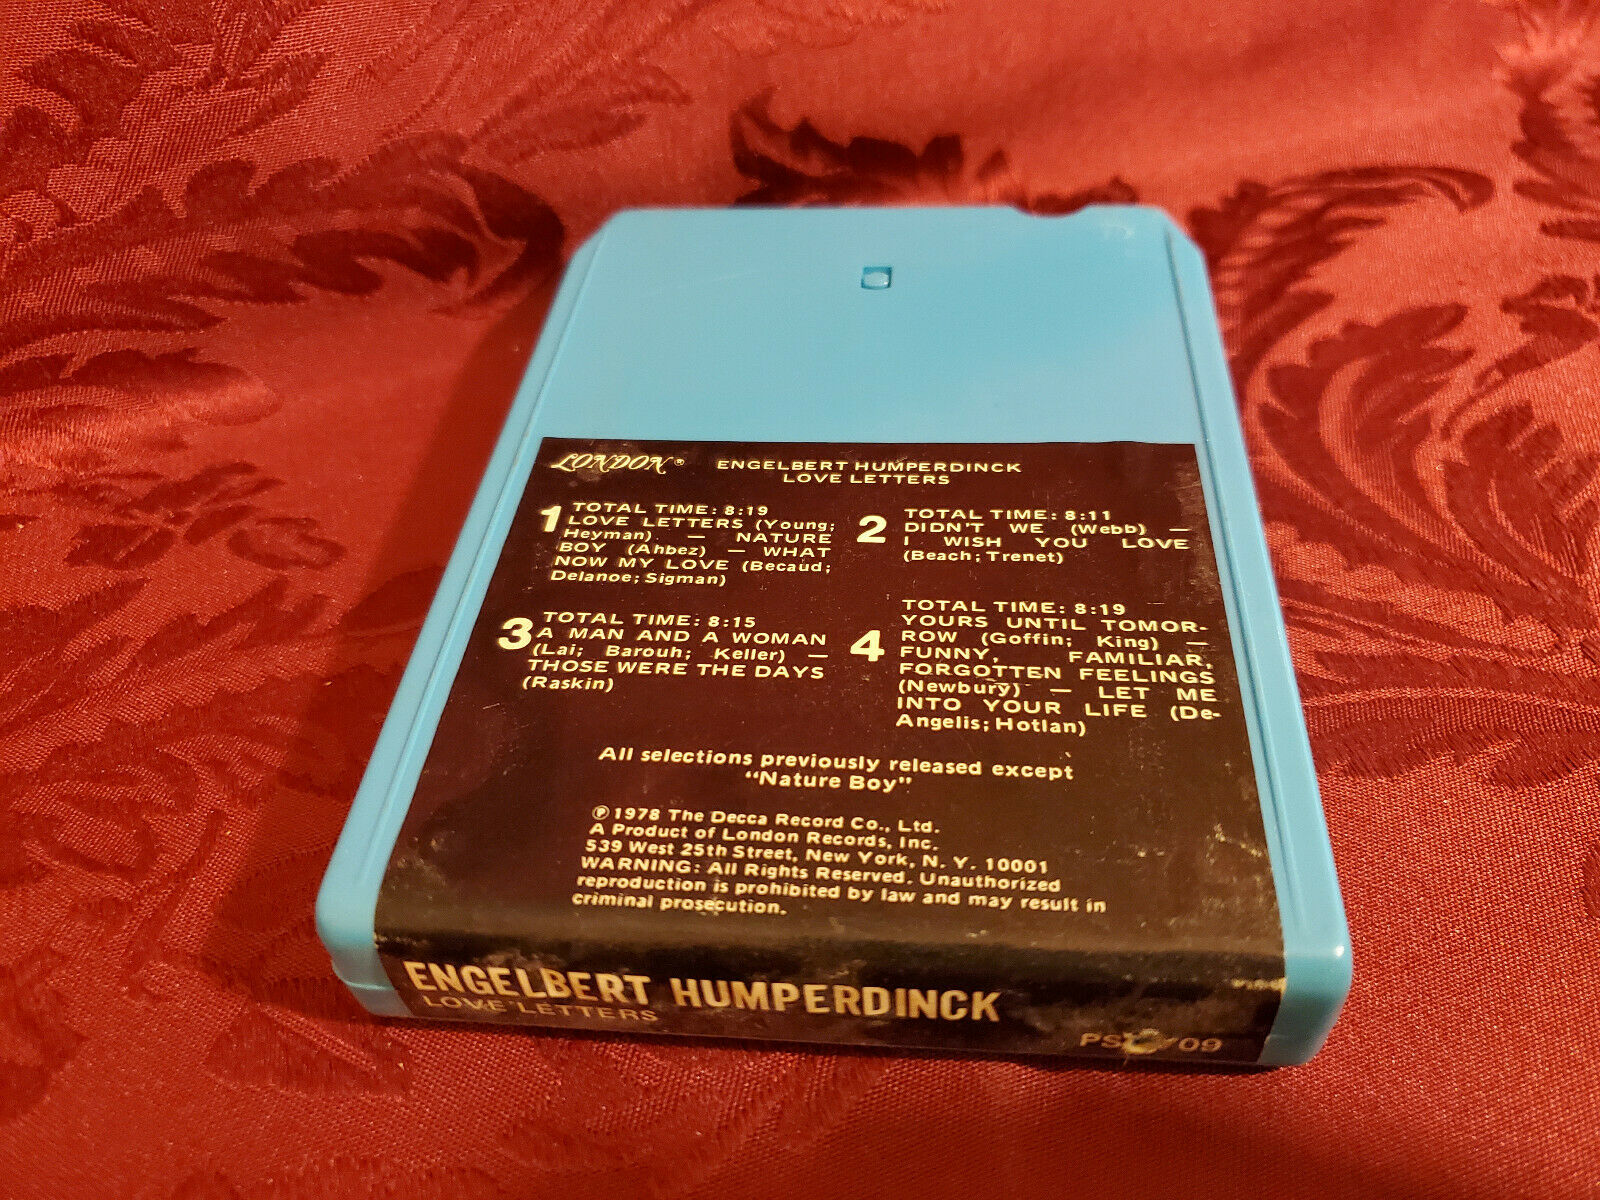 LONDON®
ENGELBERT HUMPERDINCK
LOVE LETTERS
1
TOTAL TIME: 8:19
LOVE LETTERS (Young;
Heyman) — NATURE
BOY (Ahbez) — WHAT
NOW MY LOVE (Becaud;
Delanoe; Sigman)
2
TOTAL TIME: 8:11
DIDN'T WE (Webb) —
I WISH YOU LOVE
(Beach; Trenet)
3
TOTAL TIME: 8:15
A MAN AND A WOMAN
(Lai; Barouh; Keller) —
THOSE WERE THE DAYS
(Raskin)
4
TOTAL TIME: 8:19
YOURS UNTIL TOMOR-
ROW (Goffin; King) —
FUNNY, FAMILIAR,
FORGOTTEN FEELINGS
(Newbury) — LET ME
INTO YOUR LIFE (De-
Angelis; Hotlan)
All selections previously released except
"Nature Boy"
℗ 1978 The Decca Record Co., Ltd.
A Product of London Records, Inc.
539 West 25th Street, New York, N. Y. 10001
WARNING: All Rights Reserved. Unauthorized
reproduction is prohibited by law and may result in
criminal prosecution.
ENGELBERT HUMPERDINCK
LOVE LETTERS